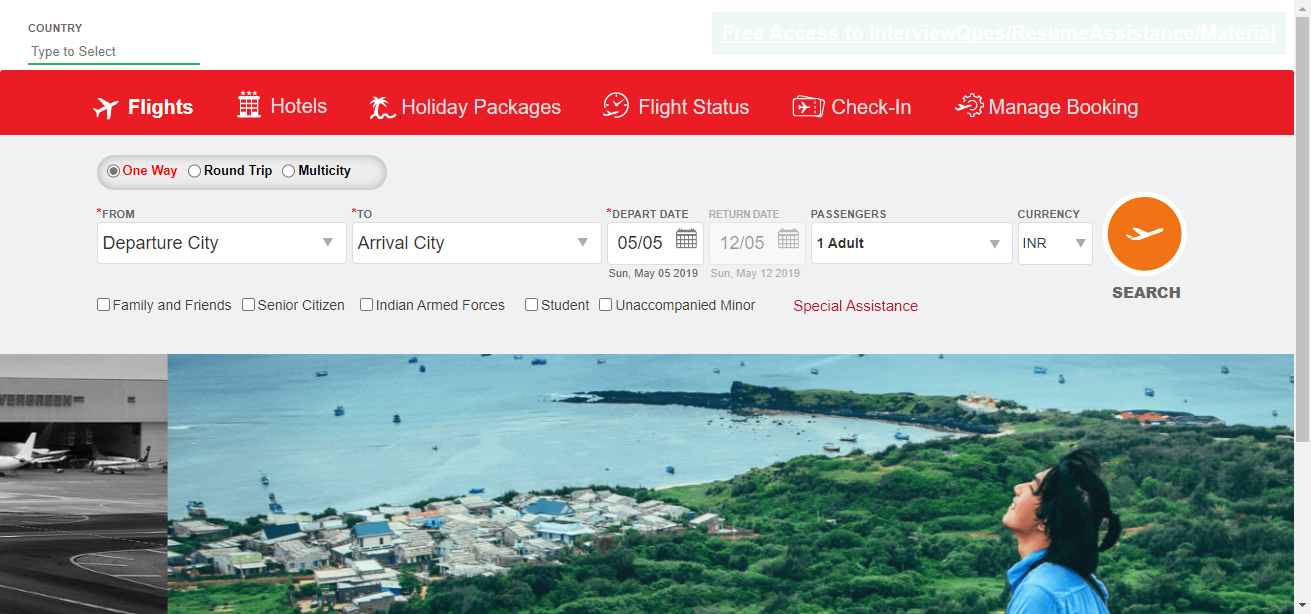 COUNTRY
Type to Select
Free Access to InterviewQues/ResumeAssistance/Material
Flights
Hotels
Holiday Packages
Flight Status
Check-In
Manage Booking
One Way
Round Trip
Multicity
*FROM
*TO
*DEPART DATE
RETURN DATE
PASSENGERS
CURRENCY
Departure City
Arrival City
05/05
12/05
1 Adult
INR
Sun, May 05 2019
Sun, May 12 2019
SEARCH
Family and Friends
Senior Citizen
Indian Armed Forces
Student
Unaccompanied Minor
Special Assistance
VERGREEN